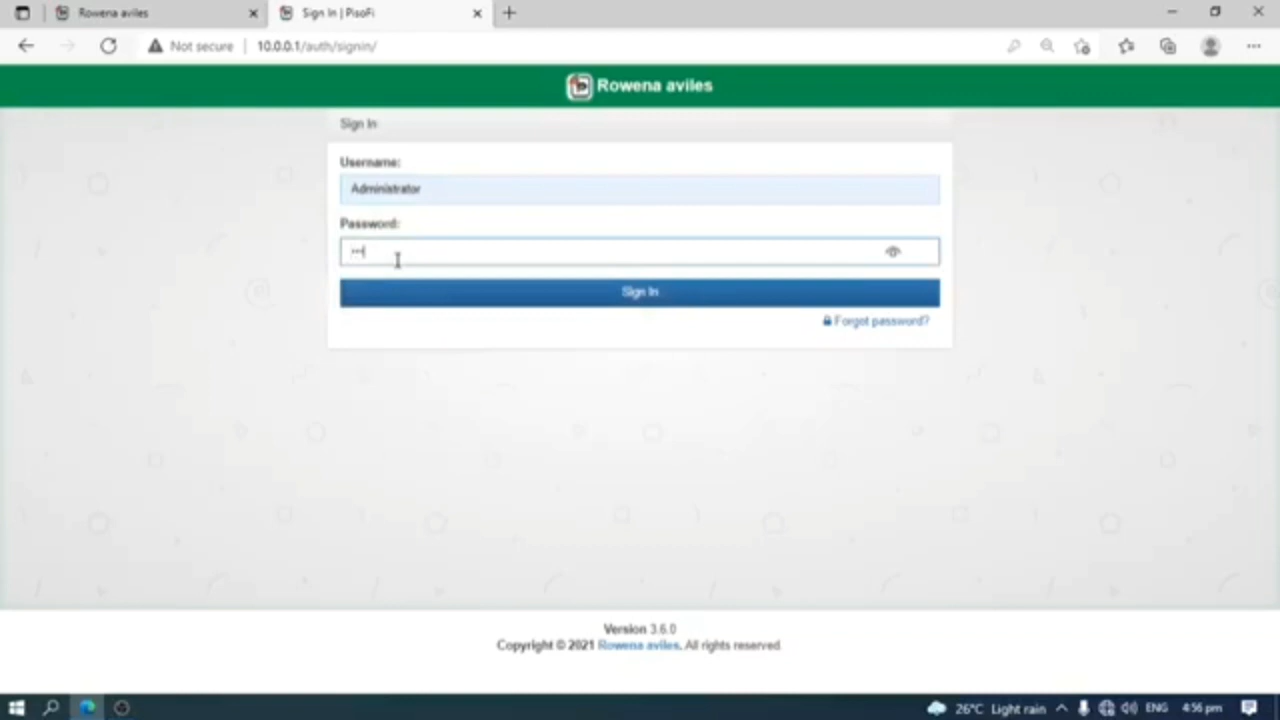 Rowena aviles
Sign In | PisoFi
Not secure
10.0.0.1/auth/signin/
Rowena aviles
Sign In
Username:
Administrator
Password:
Sign In
Forgot password?
Version 3.6.0
Copyright © 2021 Rowena aviles. All rights reserved
26°C Light rain
ENG
4:56 pm